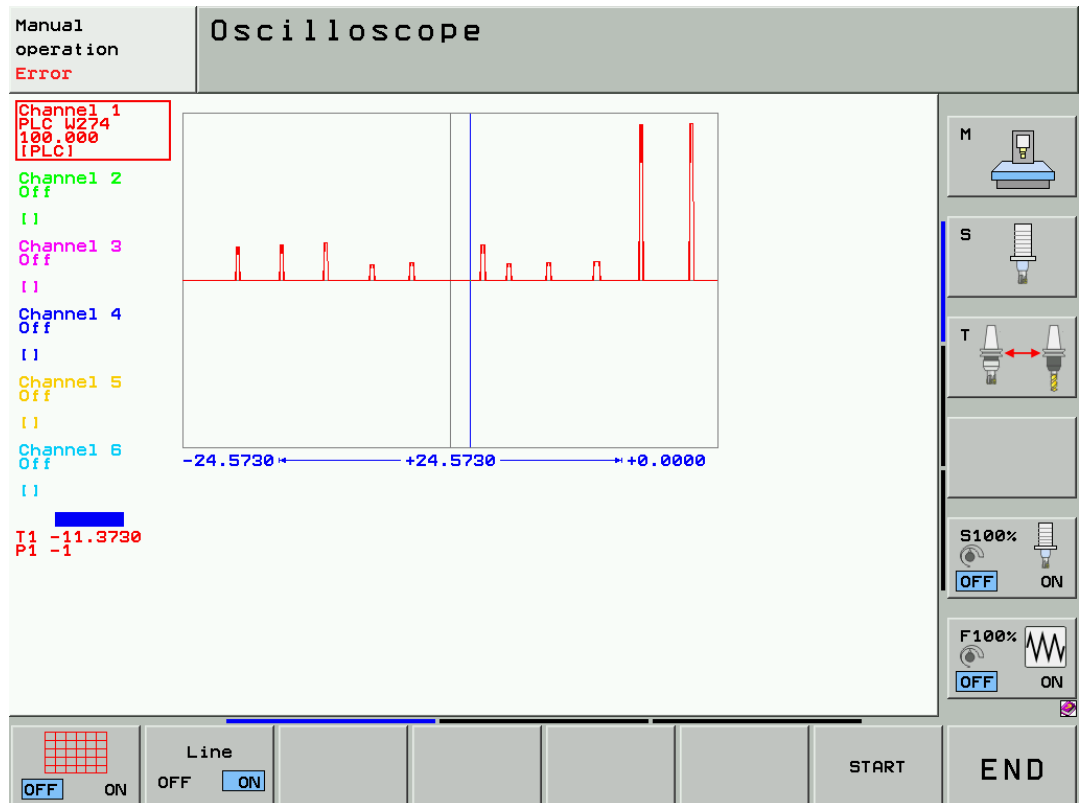 Manual
operation
Error
Oscilloscope
Channel 1
PLC W274
100.000
[PLC]
Channel 2
Off
[]
Channel 3
Off
[]
Channel 4
Off
[]
Channel 5
Off
[]
Channel 6
Off
[]
T1 -11.3730
P1 -1
-24.5730 +24.5730 +0.0000
M
S
T
S100%
OFF ON
F100%
OFF ON
OFF ON
Line
OFF ON
START
END